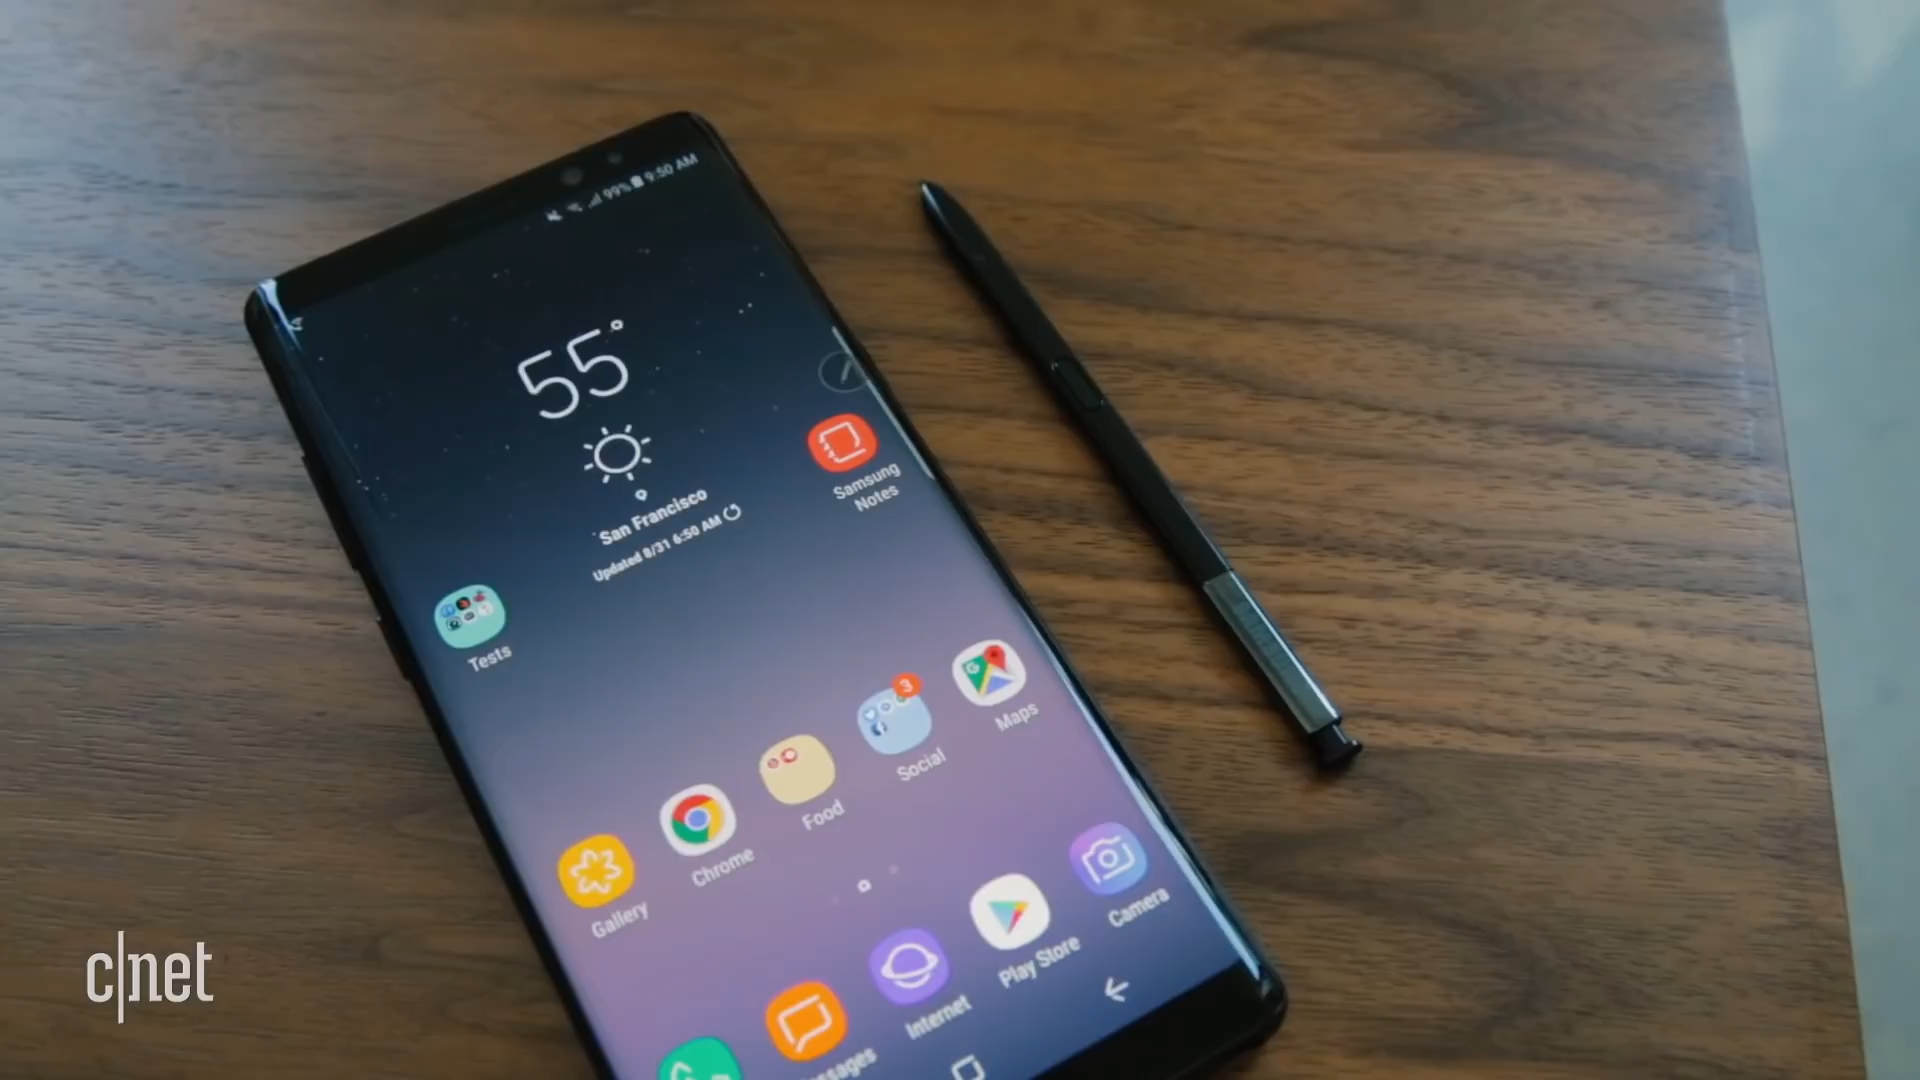 99% 9:50 AM
55°
San Francisco
Updated 8/31 6:50 AM
Samsung
Notes
Tests
3
Maps
Social
Food
Chrome
Gallery
Camera
Play Store
Internet
c|net